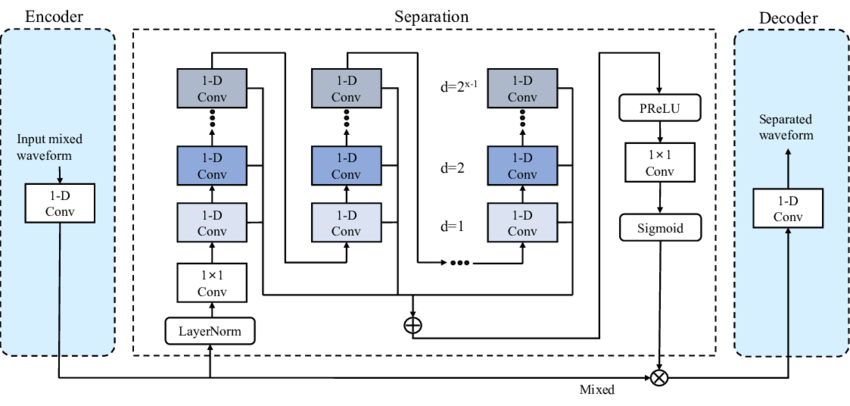 Encoder
Separation
Decoder
Input mixed
waveform
1-D
Conv
1-D
Conv
1-D
Conv
1-D
Conv
1×1
Conv
LayerNorm
1-D
Conv
1-D
Conv
1-D
Conv
d=2^{x-1}
d=2
d=1
1-D
Conv
1-D
Conv
1-D
Conv
PReLU
1×1
Conv
Sigmoid
Mixed
Separated
waveform
1-D
Conv